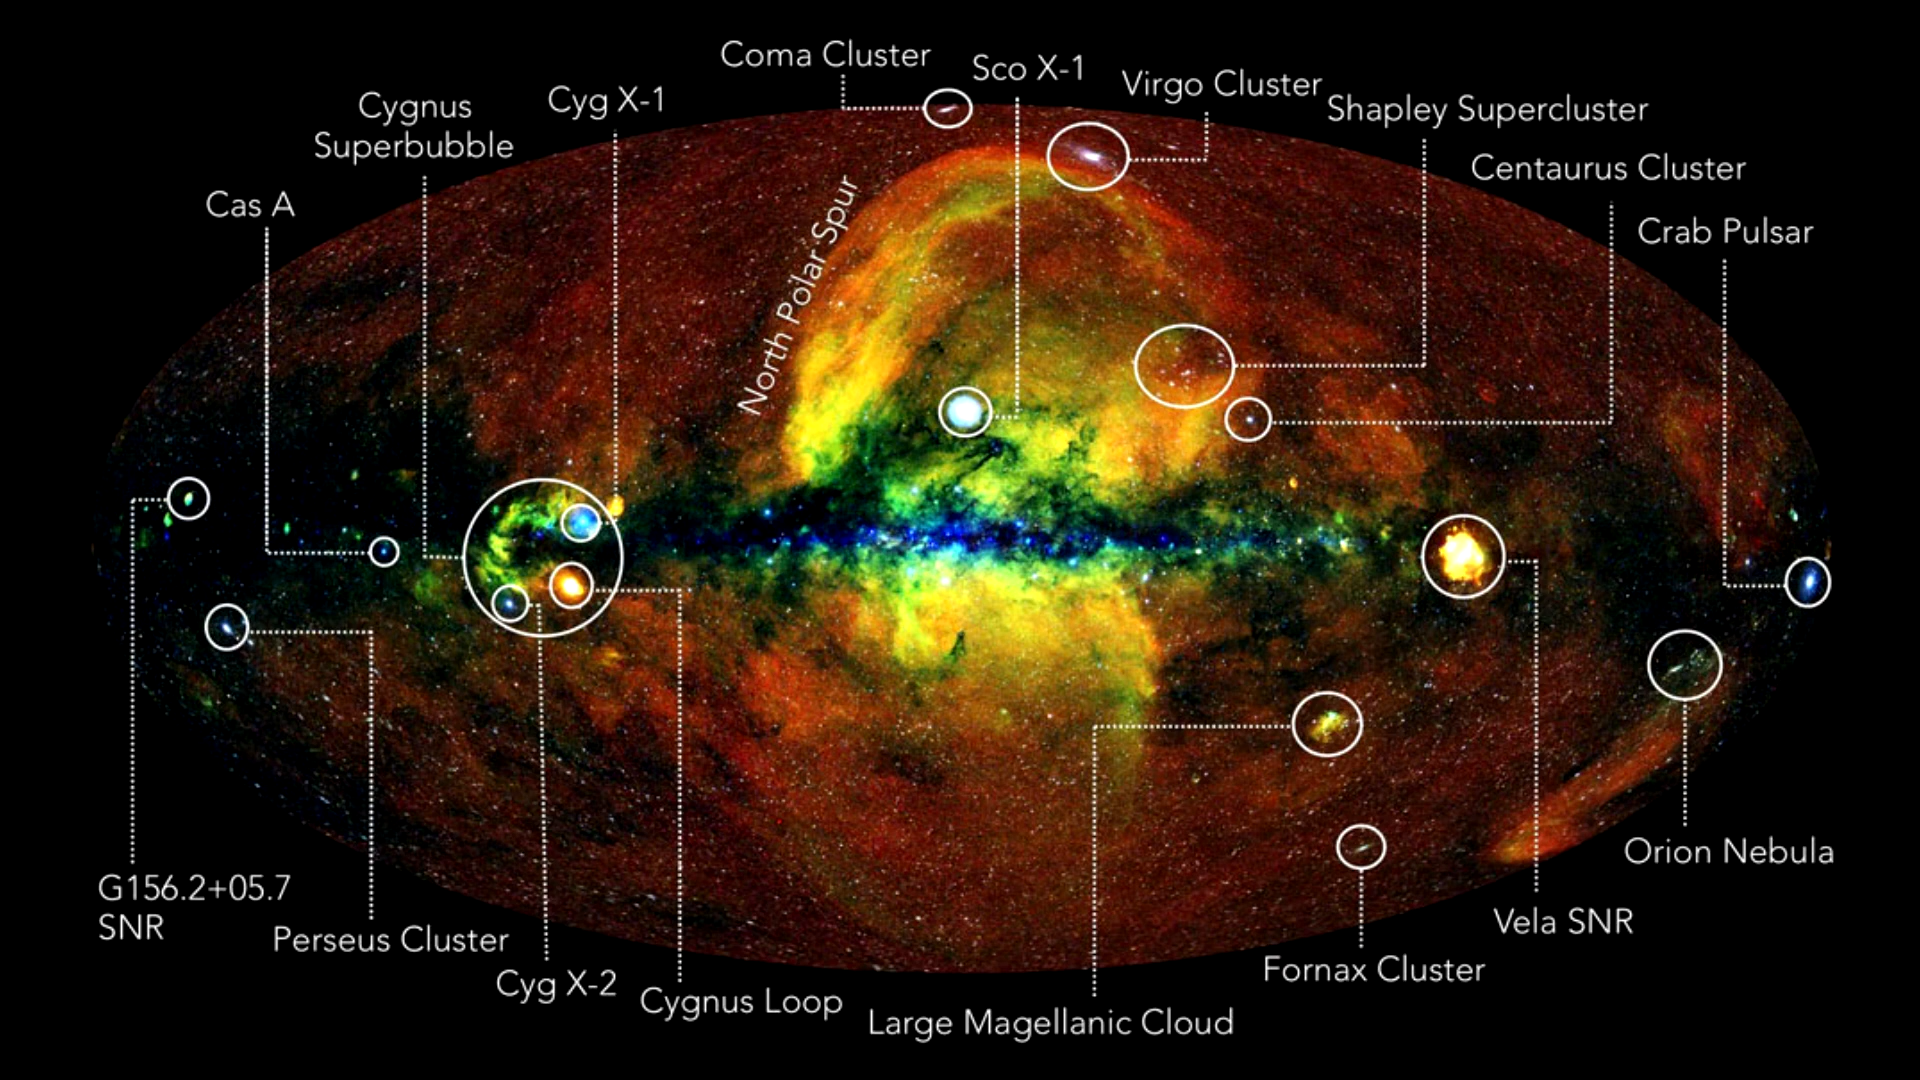 Coma Cluster
Sco X-1
Virgo Cluster
Cygnus
Superbubble
Cyg X-1
Shapley Supercluster
Centaurus Cluster
Cas A
Crab Pulsar
North Polar Spur
G156.2+05.7
SNR
Perseus Cluster
Cyg X-2
Cygnus Loop
Large Magellanic Cloud
Fornax Cluster
Vela SNR
Orion Nebula